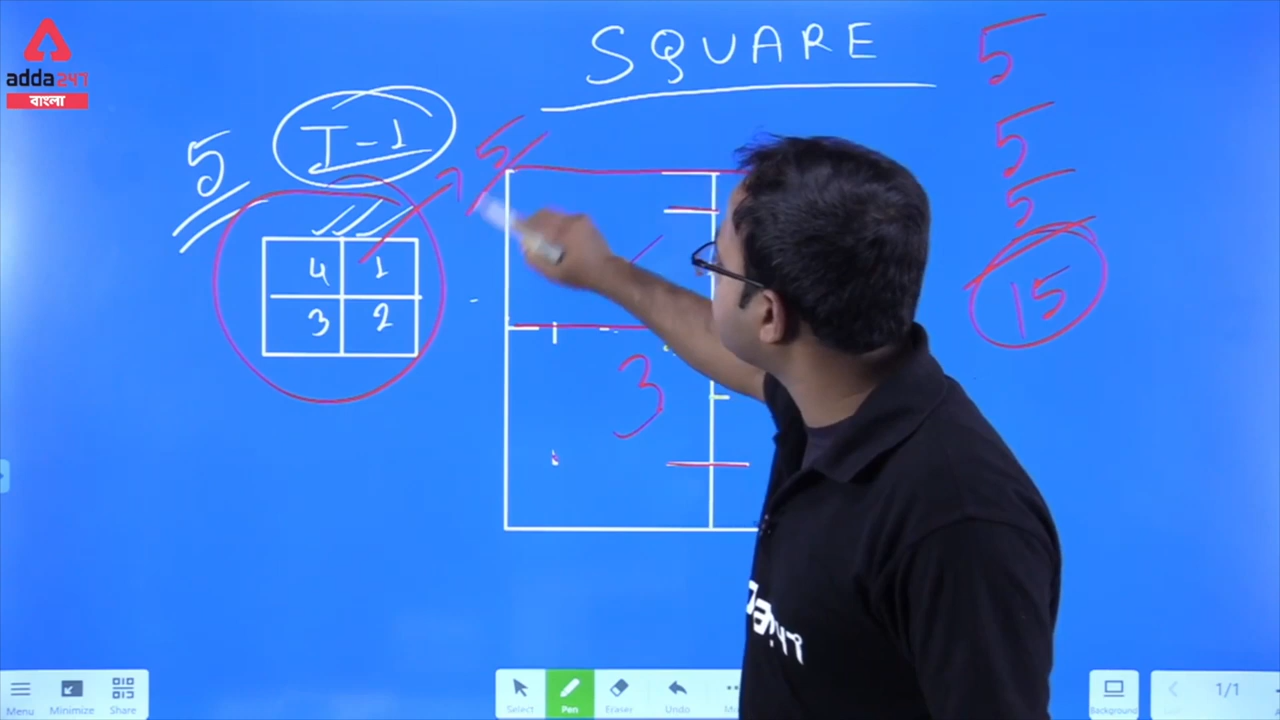 adda247
বাংলা
SQUARE
5
5
5
15
5
I-1
5
4 1
3 2
3
Menu
Minimize
Share
Select
Pen
Eraser
Undo
Background
1/1